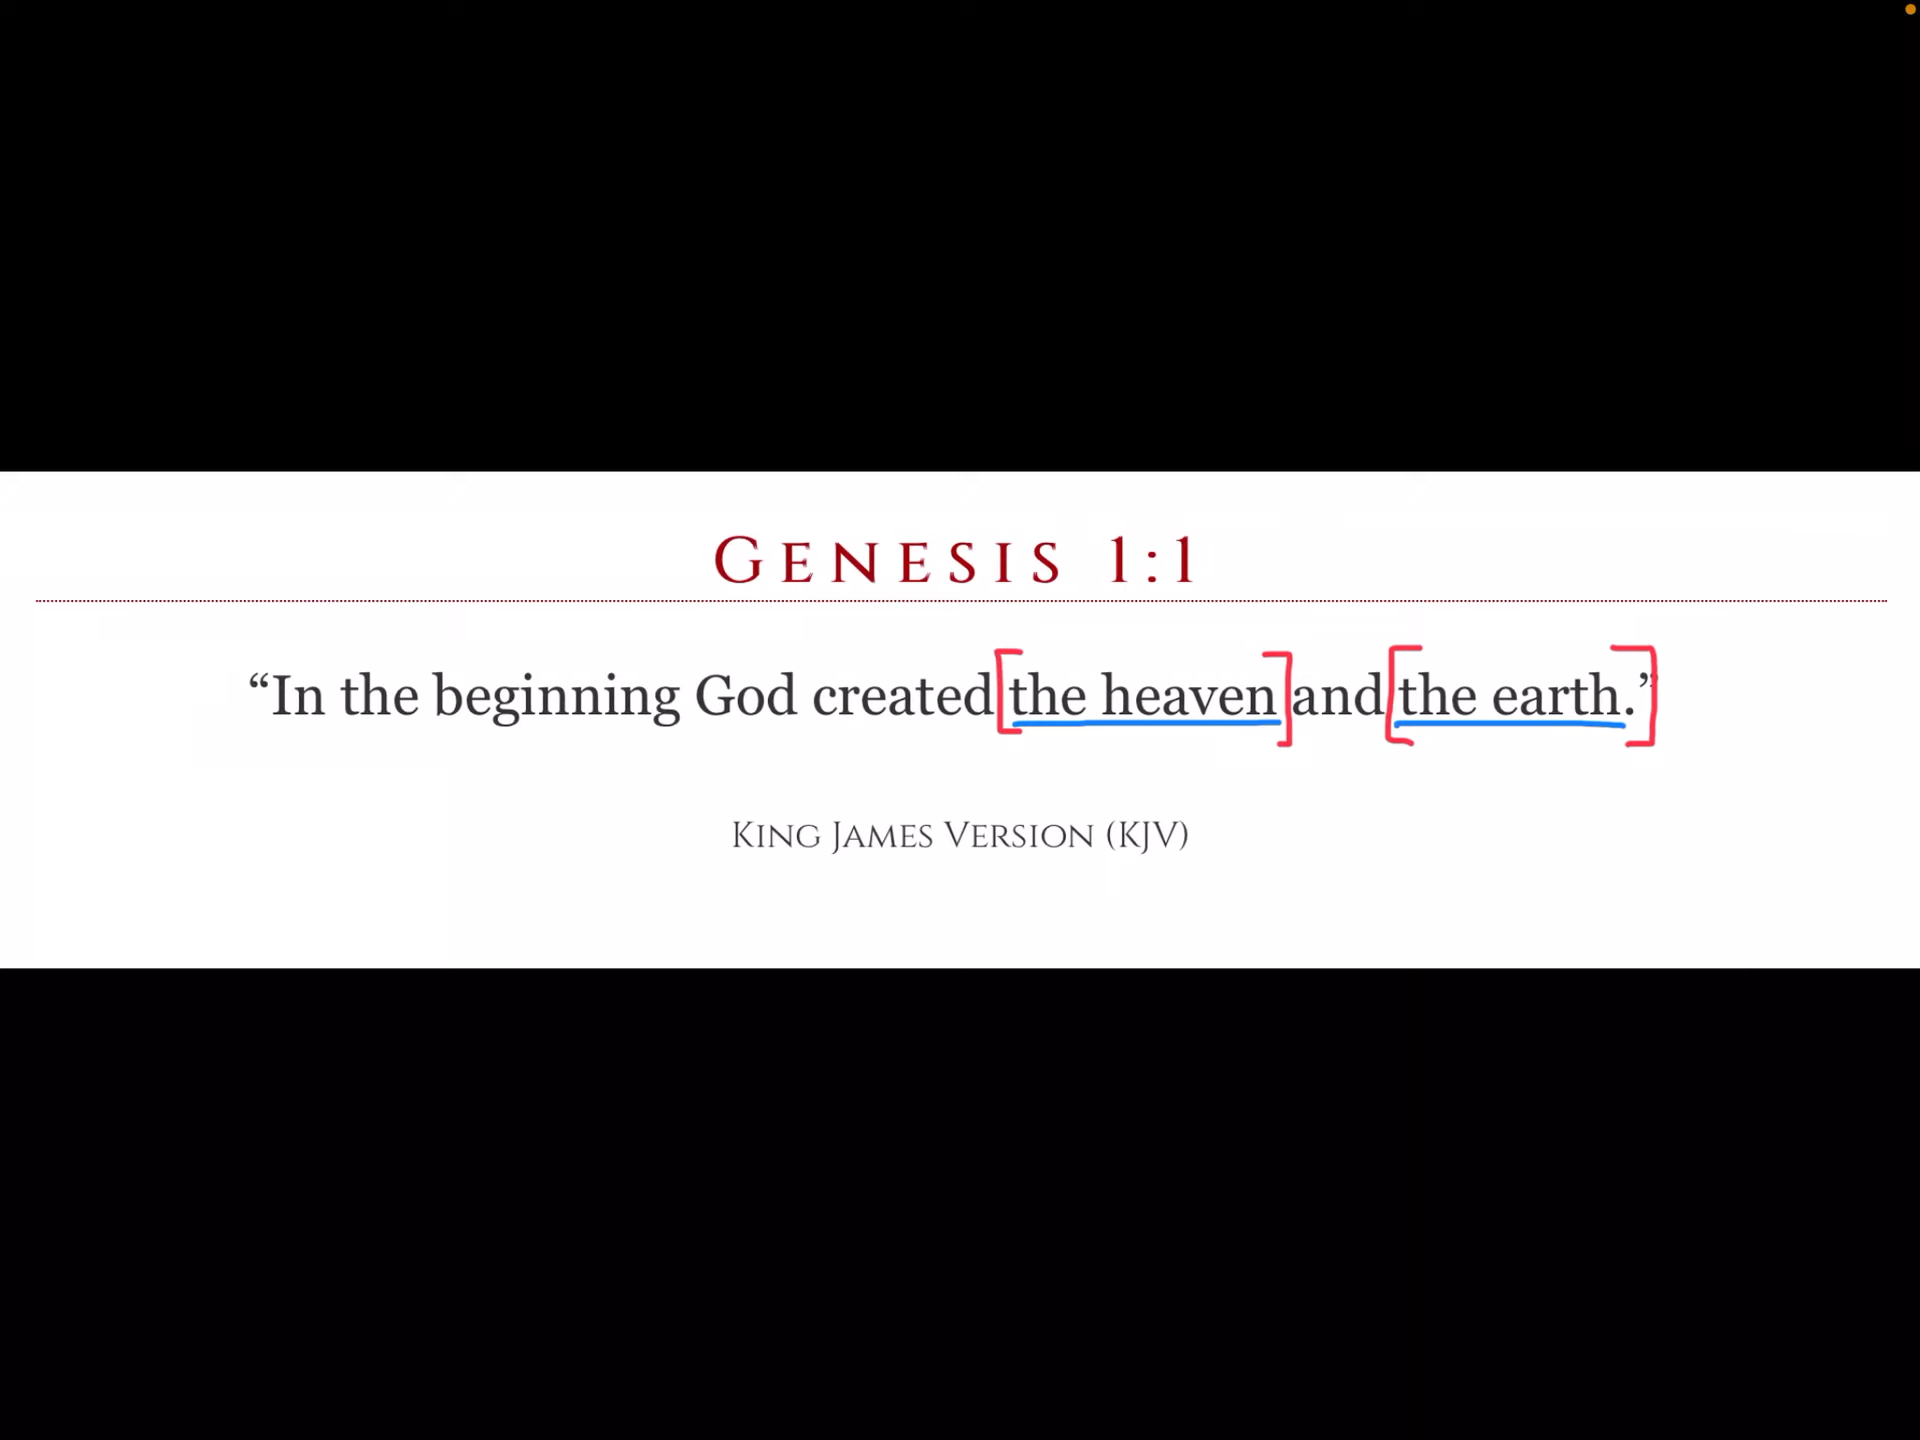 GENESIS 1:1
“In the beginning God created [the heaven] and [the earth.”]
KING JAMES VERSION (KJV)